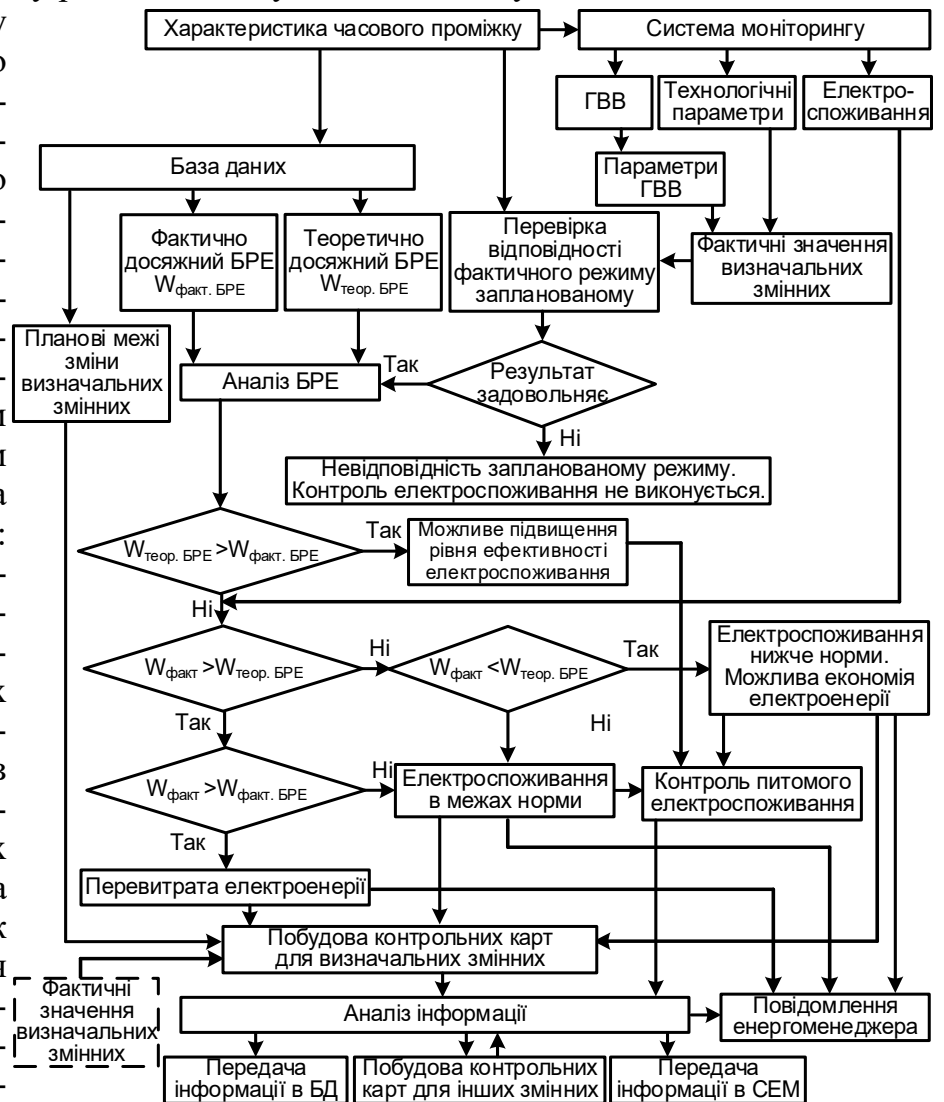 Характеристика часового проміжку
Система моніторингу
ГВВ
Технологічні
параметри
Електро-
споживання
База даних
Параметри
ГВВ
Фактично
досяжний БРЕ
Wфакт. БРЕ
Теоретично
досяжний БРЕ
Wтеор. БРЕ
Перевірка
відповідності
фактичного режиму
запланованому
Фактичні значення
визначальних
змінних
Планові межі
зміни
визначальних
змінних
Аналіз БРЕ
Так
Результат
задовольняє
Ні
Невідповідність запланованому режиму.
Контроль електроспоживання не виконується.
Wтеор. БРЕ >Wфакт. БРЕ
Так
Можливе підвищення
рівня ефективності
електроспоживання
Ні
Wфакт >Wтеор. БРЕ
Ні
Wфакт <Wтеор. БРЕ
Так
Електроспоживання
нижче норми.
Можлива економія
електроенерії
Так
Ні
Wфакт >Wфакт. БРЕ
Ні
Електроспоживання
в межах норми
Контроль питомого
електроспоживання
Так
Перевитрата електроенерії
Побудова контрольних карт
для визначальних змінних
Фактичні
значення
визначальних
змінних
Аналіз інформації
Повідомлення
енергоменеджера
Передача
інформації в БД
Побудова контрольних
карт для інших змінних
Передача
інформації в СЕМ